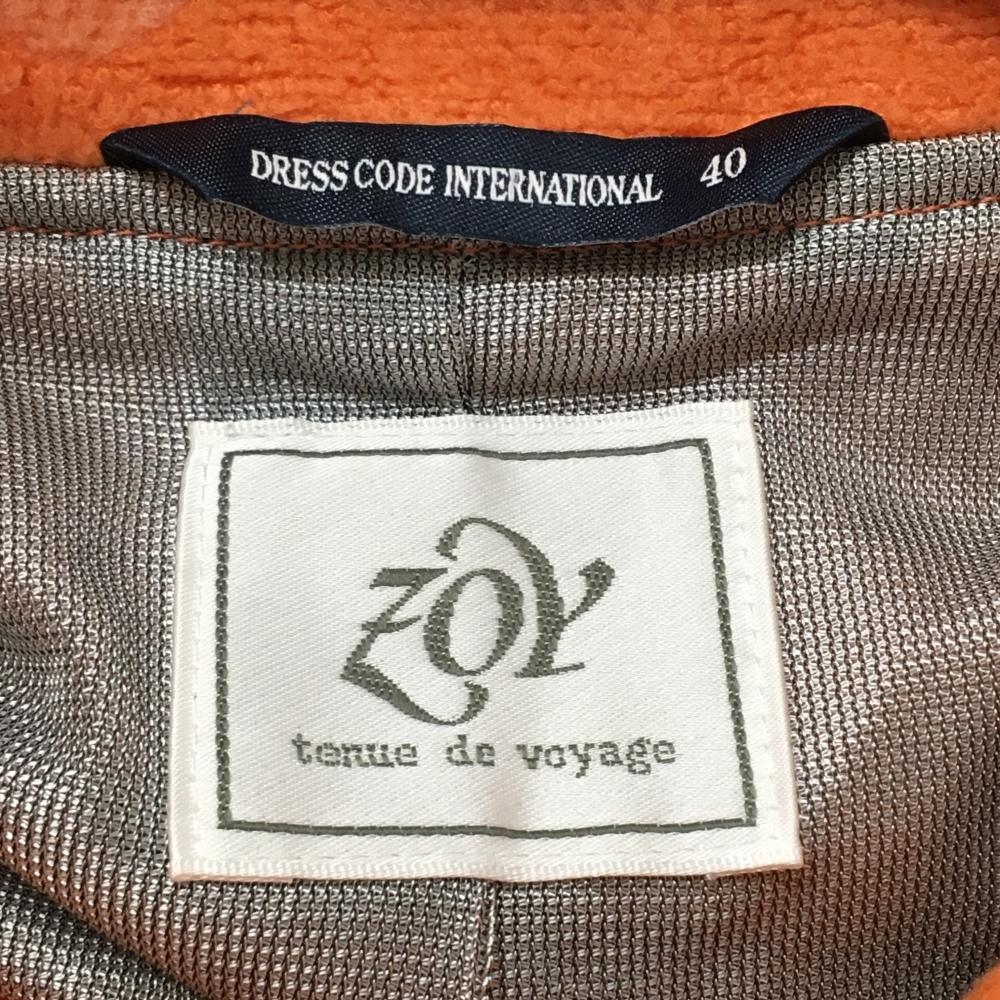 DRESS CODE INTERNATIONAL 40
ZOY
tenue de voyage